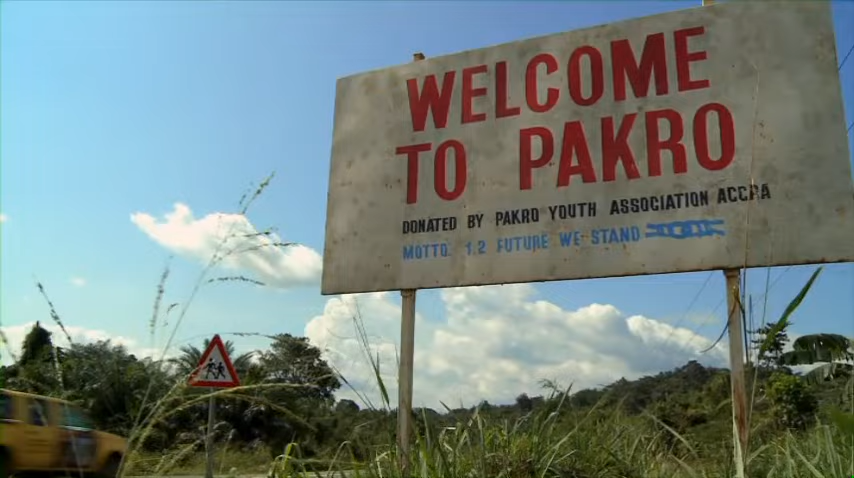 WELCOME
TO PAKRO
DONATED BY PAKRO YOUTH ASSOCIATION ACCRA
MOTTO. 1.2 FUTURE WE STAND